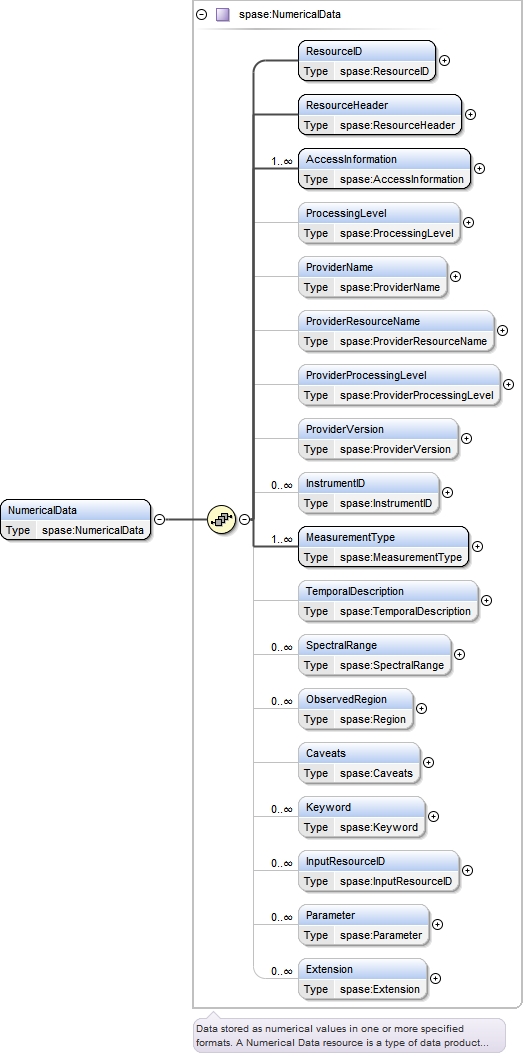 spase:NumericalData
ResourceID
Type spase:ResourceID
ResourceHeader
Type spase:ResourceHeader
1..∞
AccessInformation
Type spase:AccessInformation
ProcessingLevel
Type spase:ProcessingLevel
ProviderName
Type spase:ProviderName
ProviderResourceName
Type spase:ProviderResourceName
ProviderProcessingLevel
Type spase:ProviderProcessingLevel
ProviderVersion
Type spase:ProviderVersion
0..∞
InstrumentID
Type spase:InstrumentID
NumericalData
Type spase:NumericalData
1..∞
MeasurementType
Type spase:MeasurementType
TemporalDescription
Type spase:TemporalDescription
0..∞
SpectralRange
Type spase:SpectralRange
0..∞
ObservedRegion
Type spase:Region
Caveats
Type spase:Caveats
0..∞
Keyword
Type spase:Keyword
0..∞
InputResourceID
Type spase:InputResourceID
0..∞
Parameter
Type spase:Parameter
0..∞
Extension
Type spase:Extension
Data stored as numerical values in one or more specified
formats. A Numerical Data resource is a type of data product...